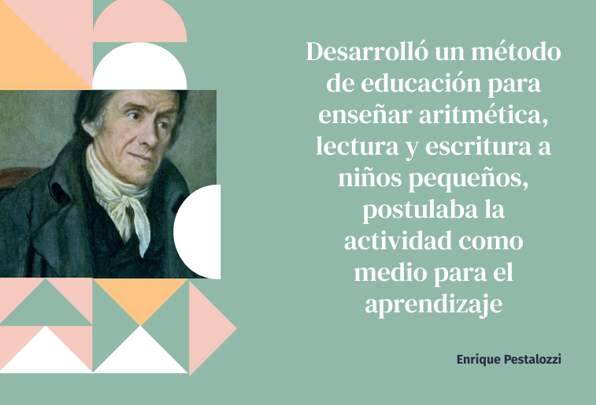 Desarrolló un método
de educación para
enseñar aritmética,
lectura y escritura a
niños pequeños,
postulaba la
actividad como
medio para el
aprendizaje
Enrique Pestalozzi